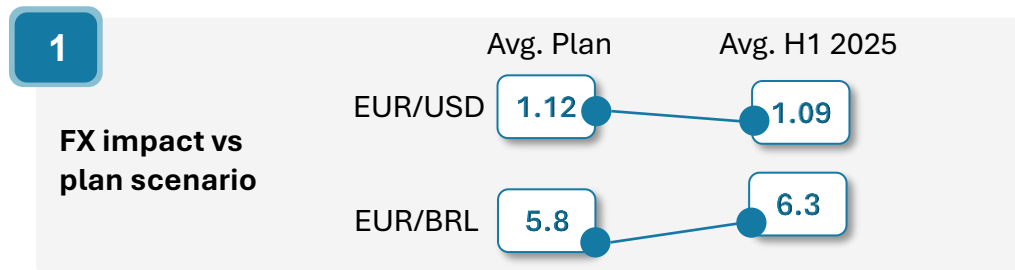 1
Avg. Plan
Avg. H1 2025
EUR/USD
1.12
1.09
FX impact vs
plan scenario
EUR/BRL
5.8
6.3